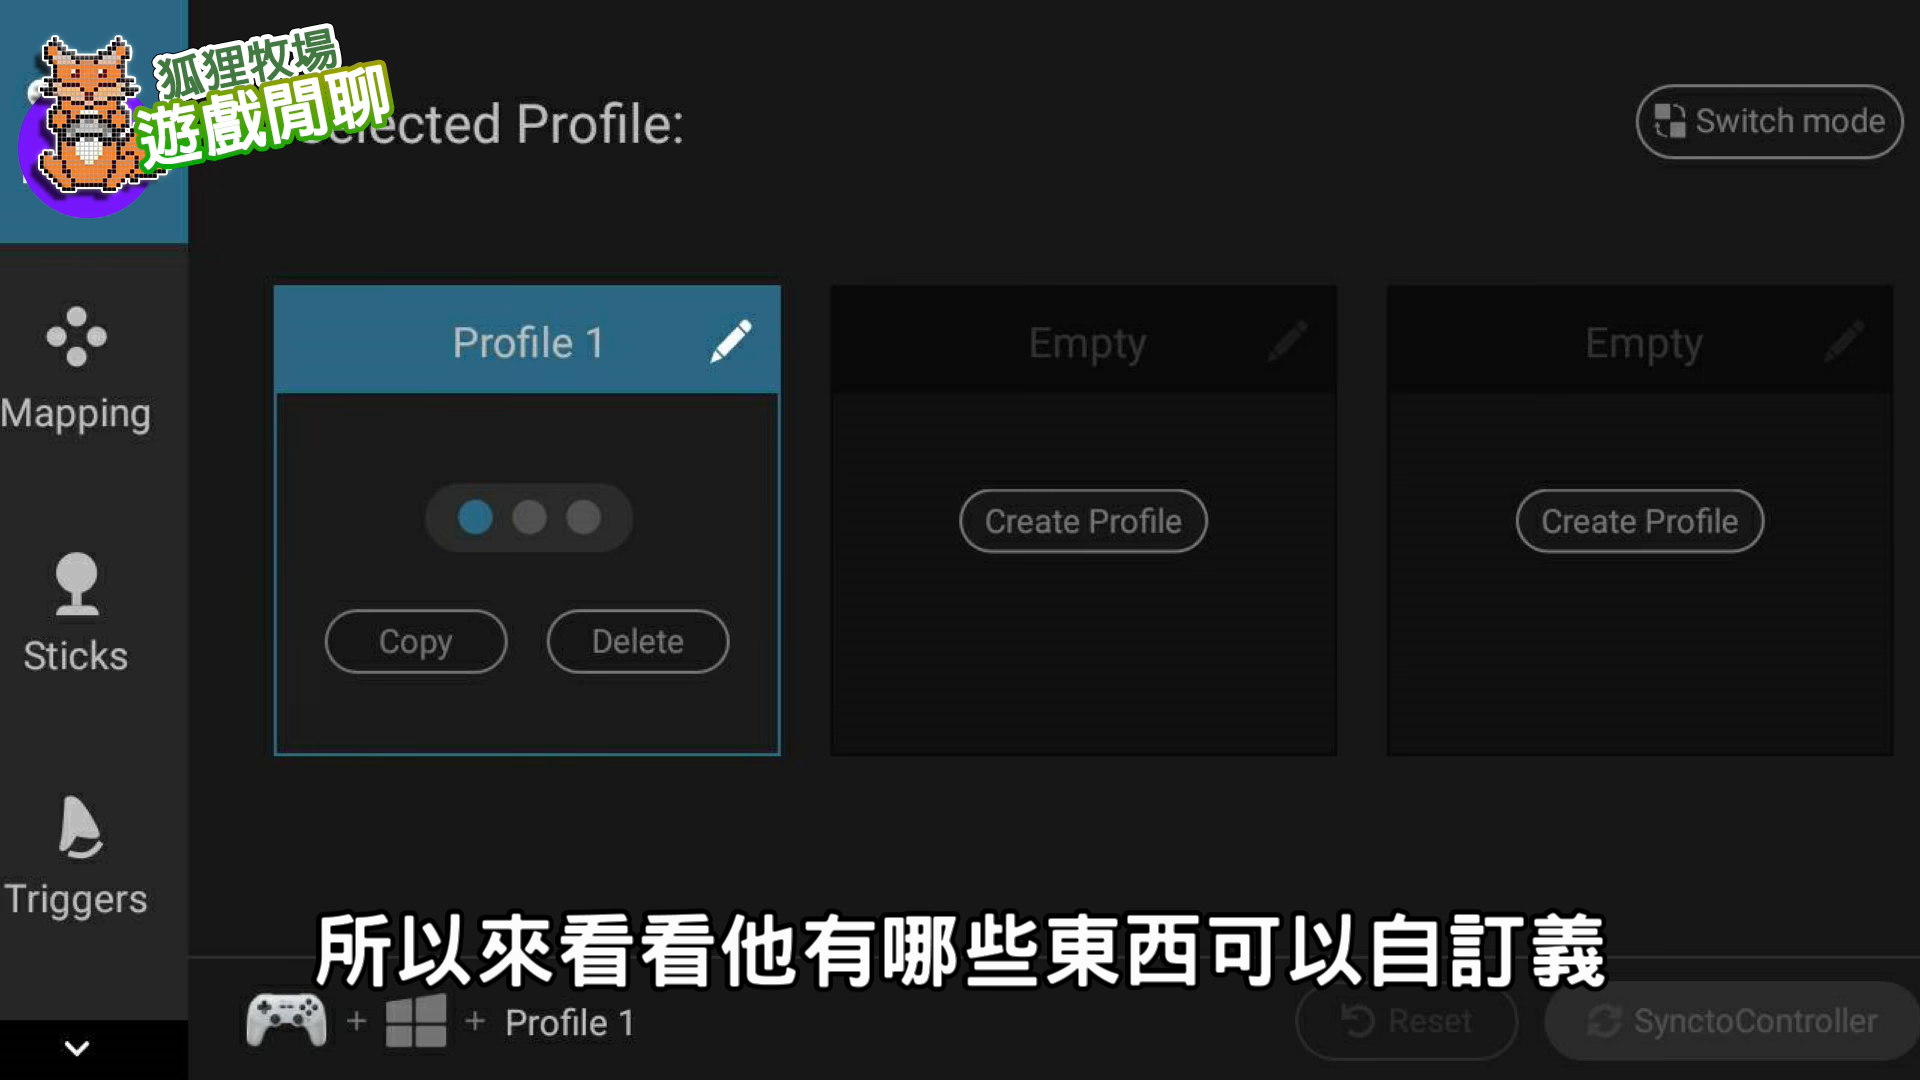 狐狸牧場
遊戲閒聊
elected Profile:
Switch mode
Profile 1
Empty
Empty
Mapping
Create Profile
Create Profile
Copy
Delete
Sticks
Triggers
所以來看看他有哪些東西可以自訂義
+ + Profile 1
Reset
SynctoController